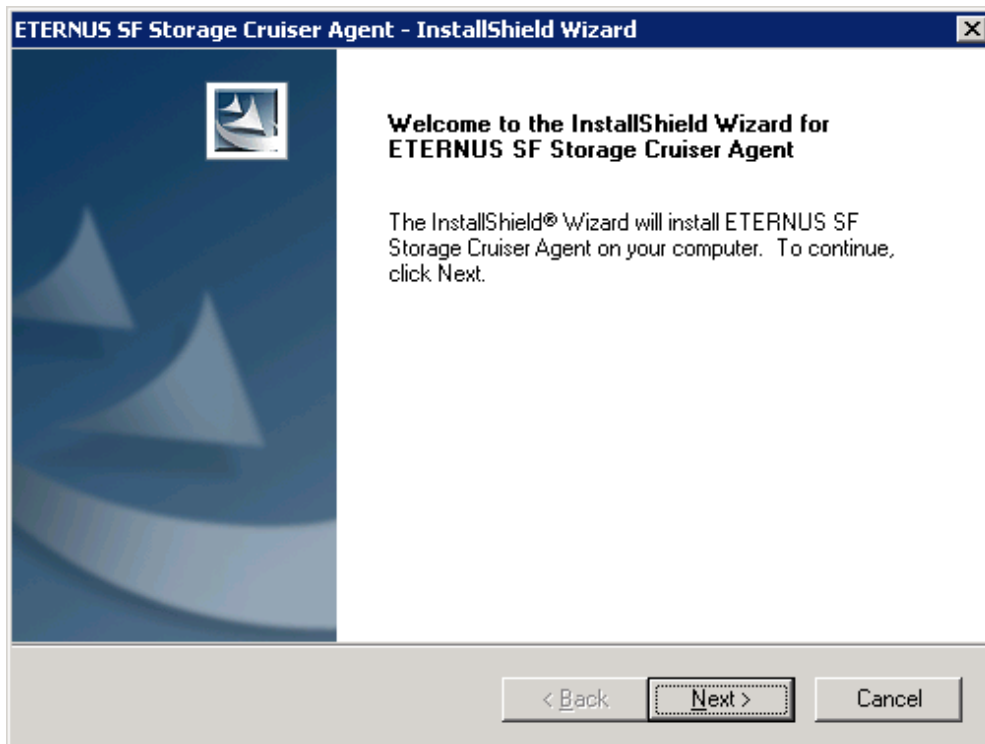 ETERNUS SF Storage Cruiser Agent - InstallShield Wizard
Welcome to the InstallShield Wizard for
ETERNUS SF Storage Cruiser Agent
The InstallShield® Wizard will install ETERNUS SF
Storage Cruiser Agent on your computer.  To continue,
click Next.
< Back
Next >
Cancel